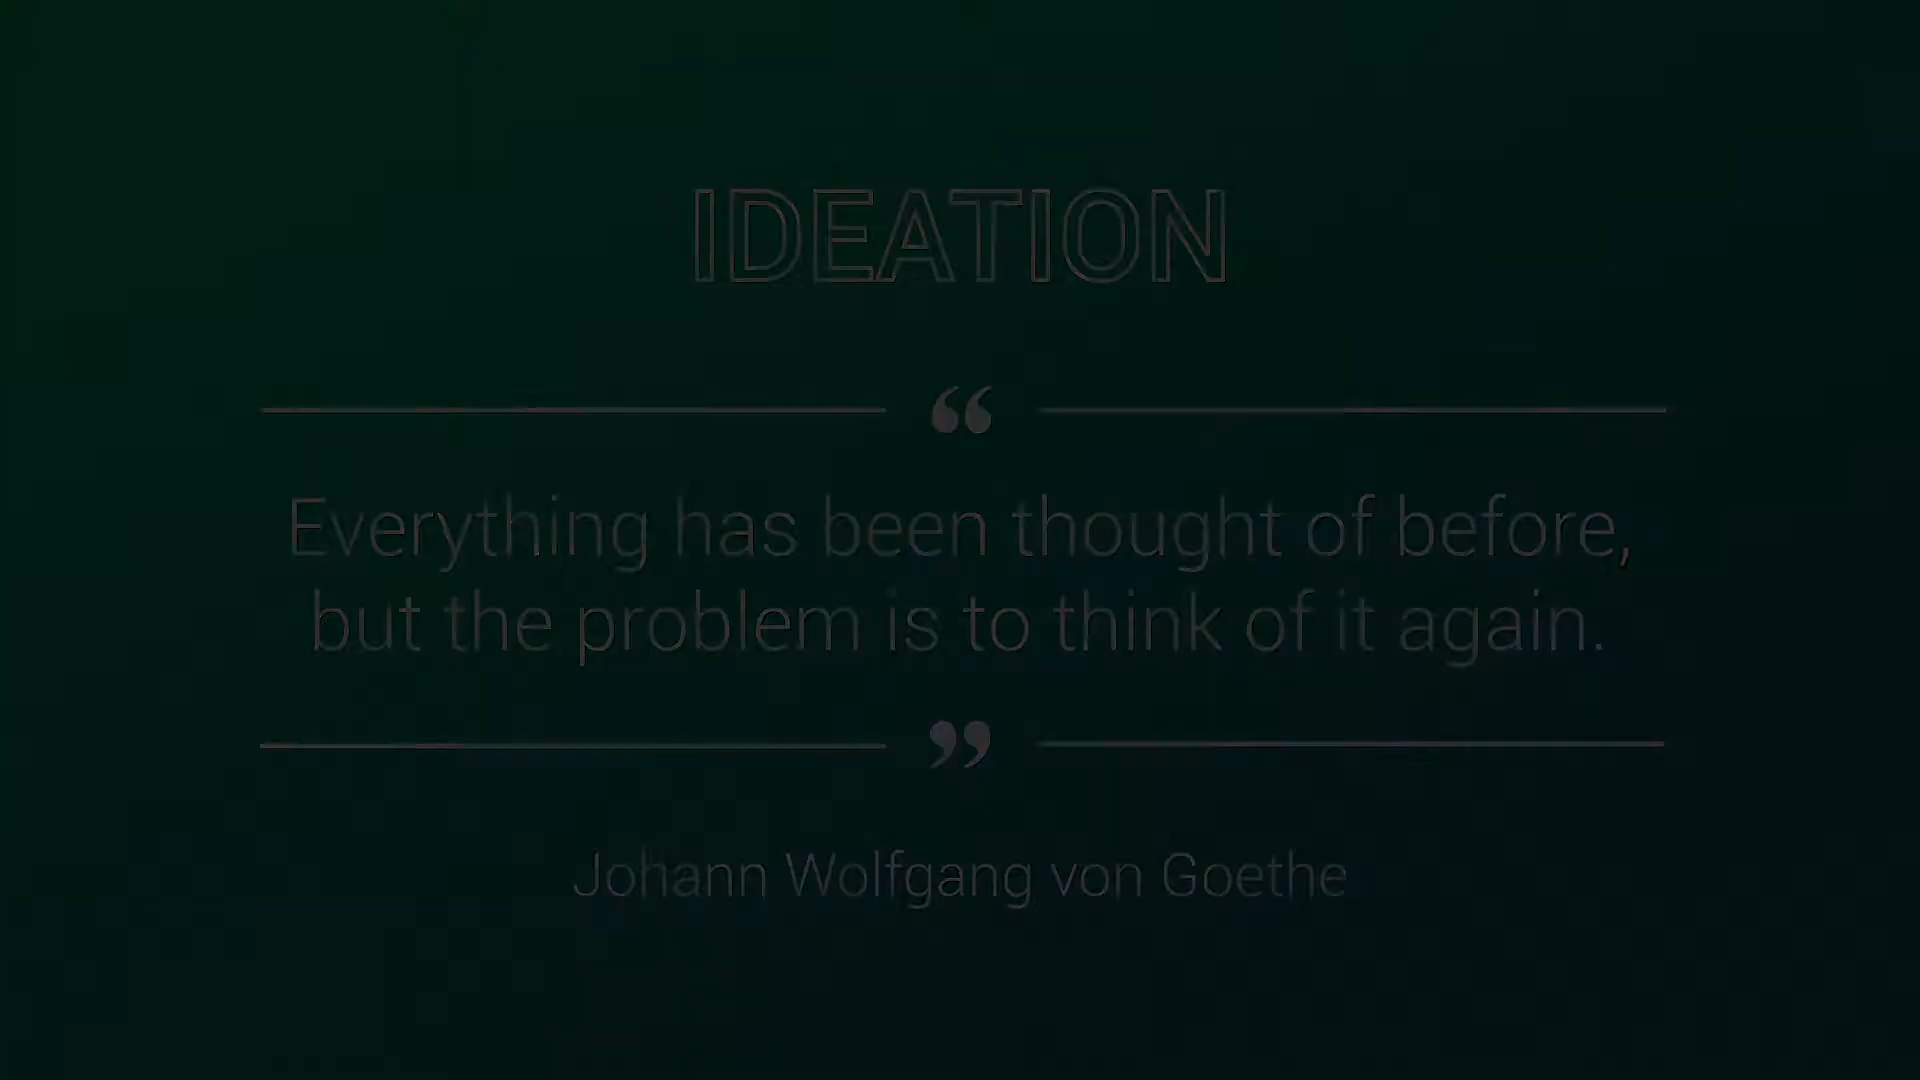 IDEATION
“
Everything has been thought of before,
but the problem is to think of it again.
”
Johann Wolfgang von Goethe